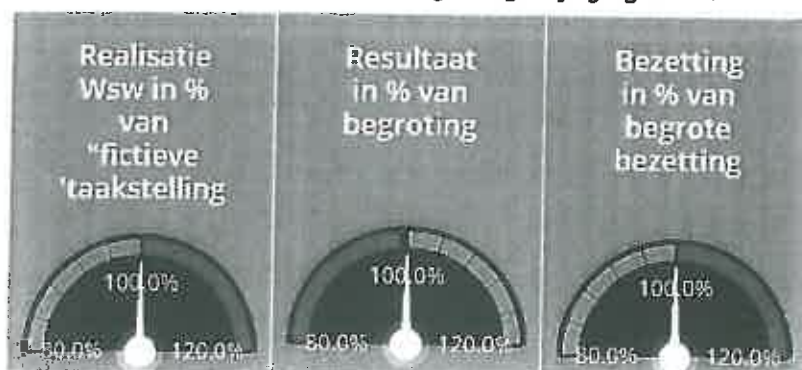 Realisatie
Wsw in %
van
"fictieve
'taakstelling
100.0%
80.0%
120.0%
Resultaat
in % van
begroting
100.0%
80.0%
120.0%
Bezetting
in % van
begrote
bezetting
100.0%
80.0%
120.0%